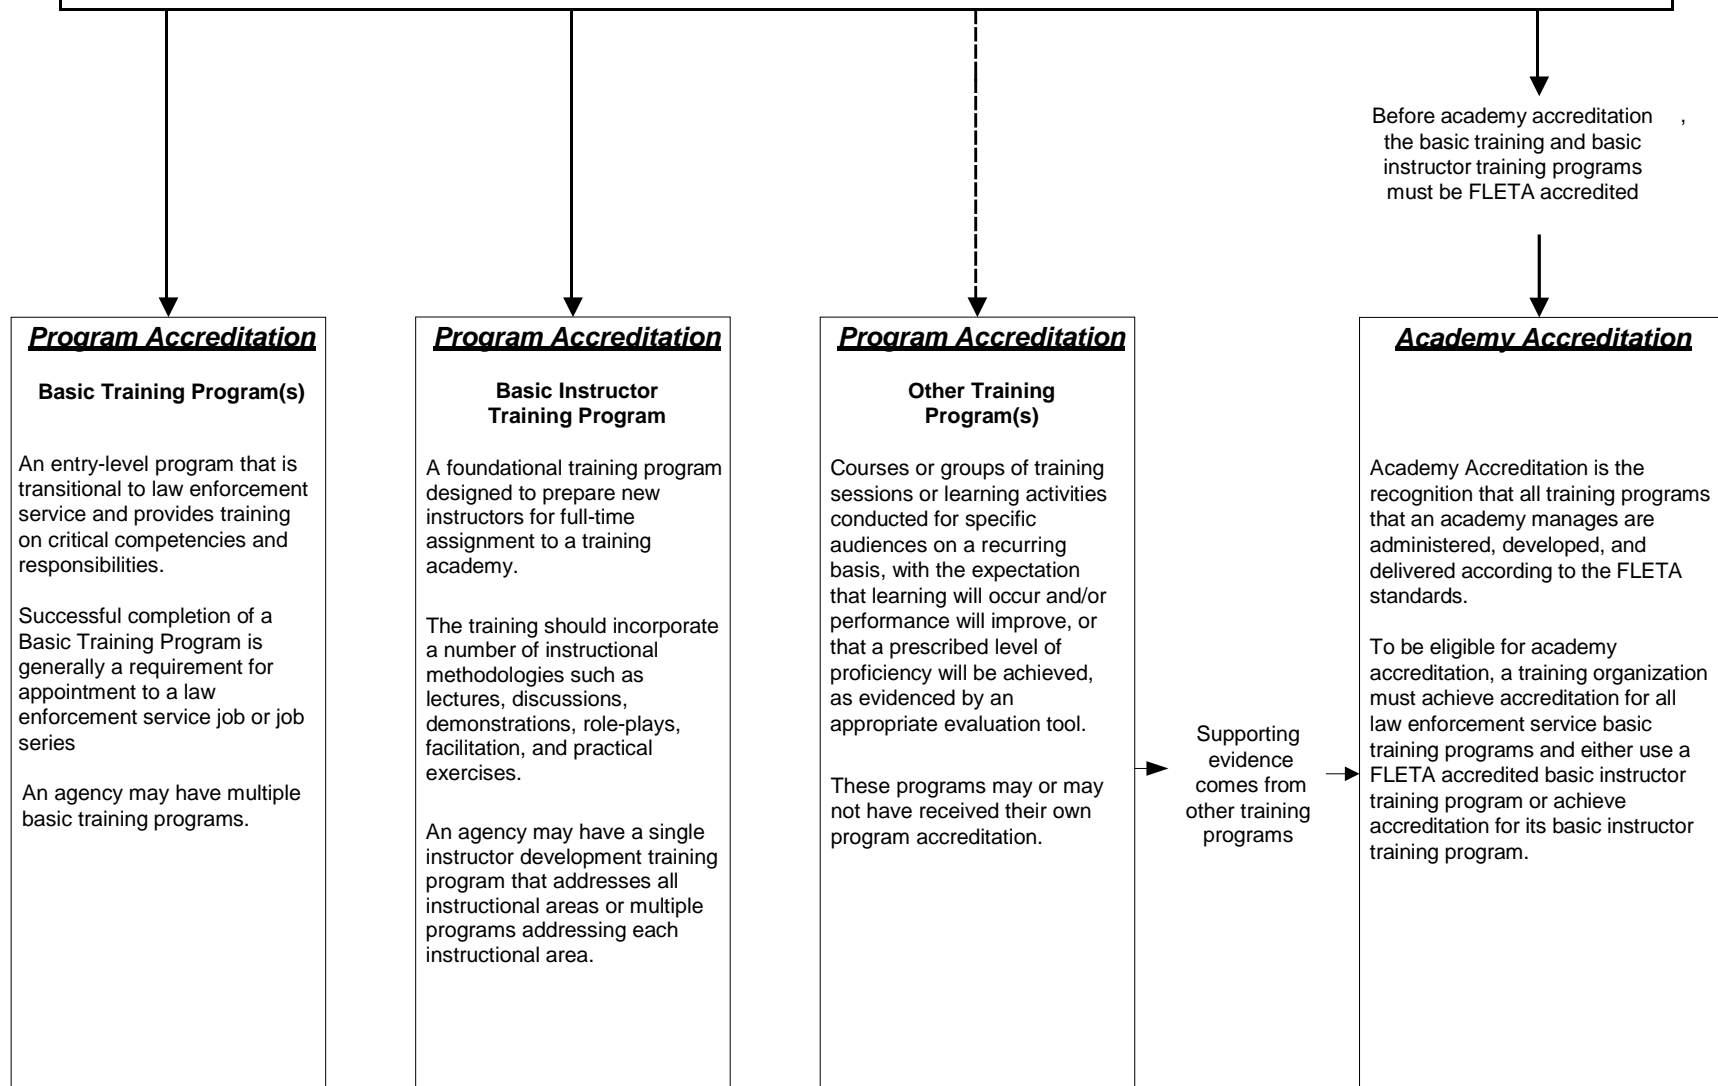 Before academy accreditation ,
the basic training and basic
instructor training programs
must be FLETA accredited
Program Accreditation
Basic Training Program(s)
An entry-level program that is
transitional to law enforcement
service and provides training
on critical competencies and
responsibilities.
Successful completion of a
Basic Training Program is
generally a requirement for
appointment to a law
enforcement service job or job
series
An agency may have multiple
basic training programs.
Program Accreditation
Basic Instructor
Training Program
A foundational training program
designed to prepare new
instructors for full-time
assignment to a training
academy.
The training should incorporate
a number of instructional
methodologies such as
lectures, discussions,
demonstrations, role-plays,
facilitation, and practical
exercises.
An agency may have a single
instructor development training
program that addresses all
instructional areas or multiple
programs addressing each
instructional area.
Program Accreditation
Other Training
Program(s)
Courses or groups of training
sessions or learning activities
conducted for specific
audiences on a recurring
basis, with the expectation
that learning will occur and/or
performance will improve, or
that a prescribed level of
proficiency will be achieved,
as evidenced by an
appropriate evaluation tool.
These programs may or may
not have received their own
program accreditation.
Supporting
evidence
comes from
other training
programs
Academy Accreditation
Academy Accreditation is the
recognition that all training programs
that an academy manages are
administered, developed, and
delivered according to the FLETA
standards.
To be eligible for academy
accreditation, a training organization
must achieve accreditation for all
law enforcement service basic
training programs and either use a
FLETA accredited basic instructor
training program or achieve
accreditation for its basic instructor
training program.